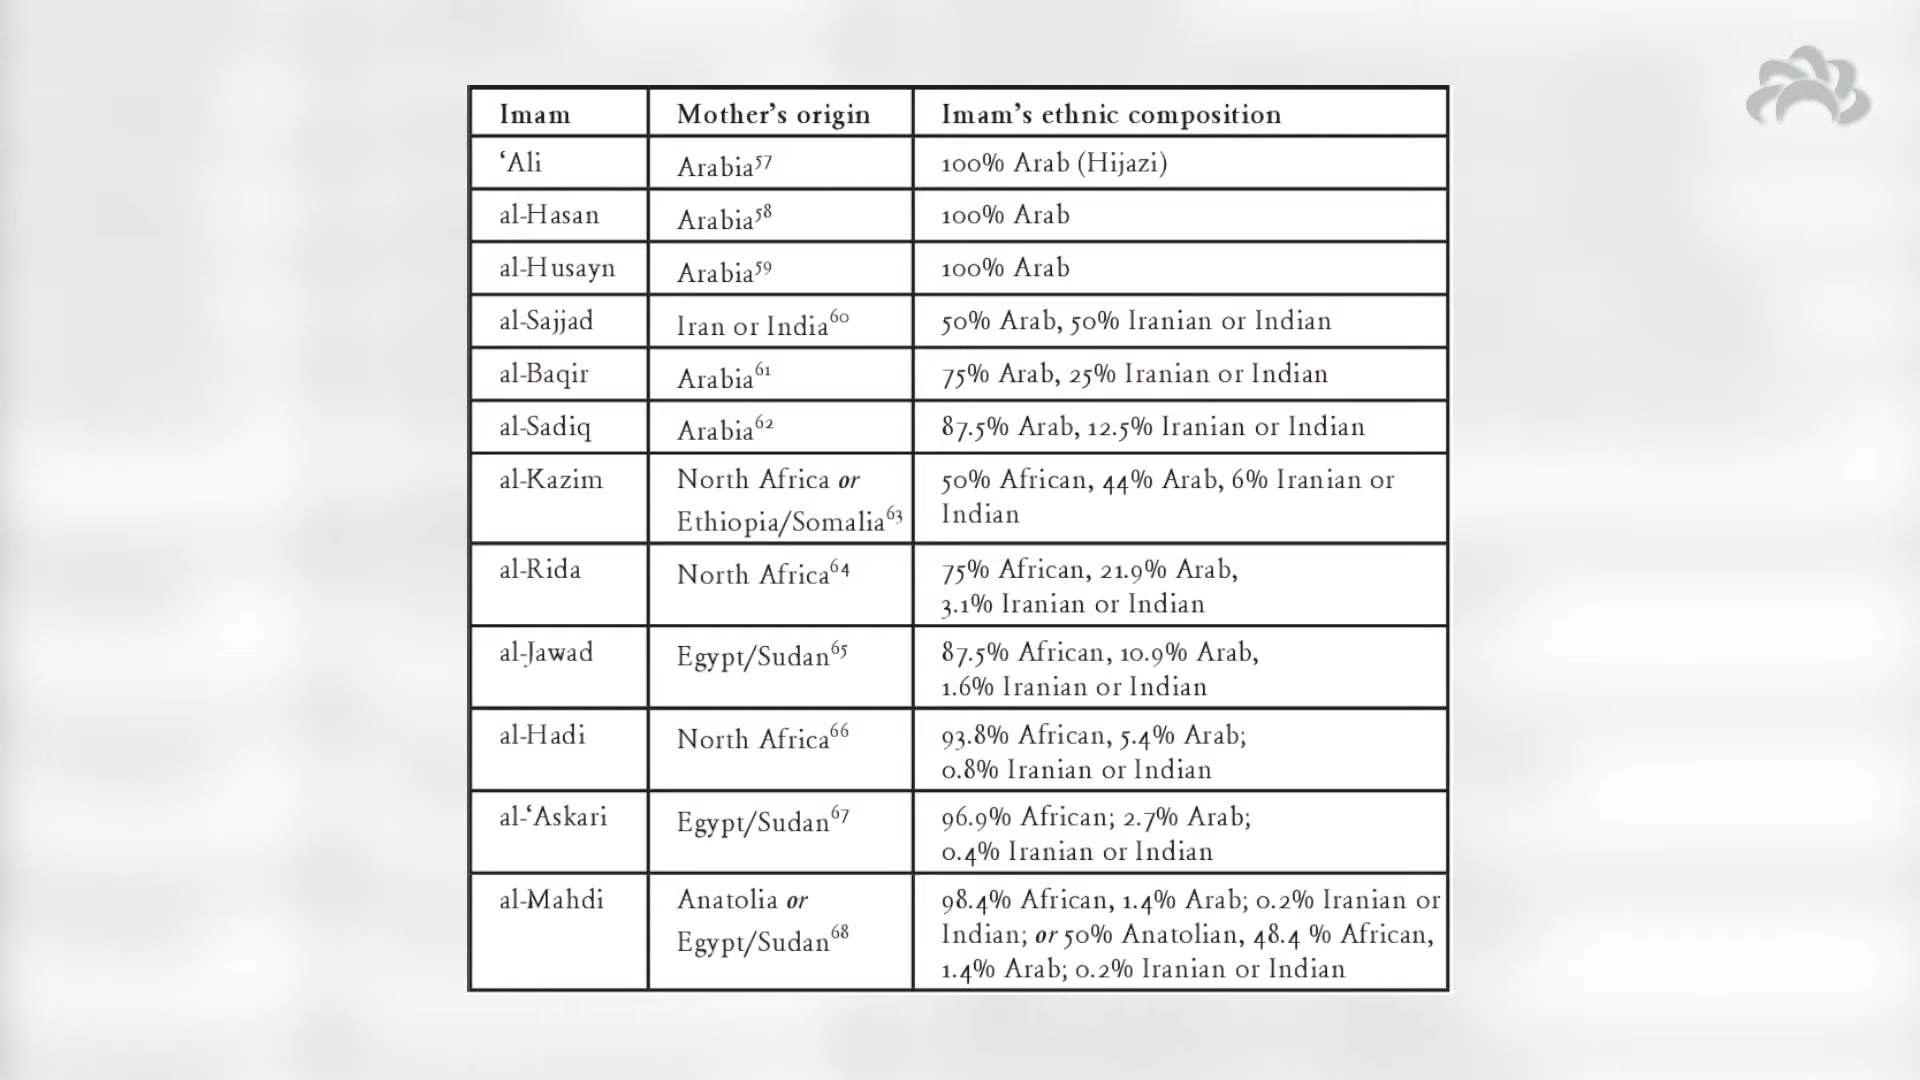 Imam Mother’s origin Imam’s ethnic composition
‘Ali Arabia⁵⁷ 100% Arab (Hijazi)
al-Hasan Arabia⁵⁸ 100% Arab
al-Husayn Arabia⁵⁹ 100% Arab
al-Sajjad Iran or India⁶⁰ 50% Arab, 50% Iranian or Indian
al-Baqir Arabia⁶¹ 75% Arab, 25% Iranian or Indian
al-Sadiq Arabia⁶² 87.5% Arab, 12.5% Iranian or Indian
al-Kazim North Africa or 50% African, 44% Arab, 6% Iranian or
Ethiopia/Somalia⁶³ Indian
al-Rida North Africa⁶⁴ 75% African, 21.9% Arab,
3.1% Iranian or Indian
al-Jawad Egypt/Sudan⁶⁵ 87.5% African, 10.9% Arab,
1.6% Iranian or Indian
al-Hadi North Africa⁶⁶ 93.8% African, 5.4% Arab;
0.8% Iranian or Indian
al-‘Askari Egypt/Sudan⁶⁷ 96.9% African; 2.7% Arab;
0.4% Iranian or Indian
al-Mahdi Anatolia or 98.4% African, 1.4% Arab; 0.2% Iranian or
Egypt/Sudan⁶⁸ Indian; or 50% Anatolian, 48.4 % African,
1.4% Arab; 0.2% Iranian or Indian